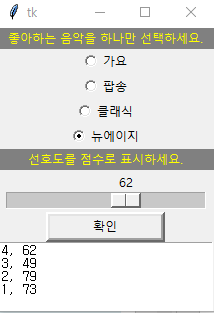 tk
좋아하는 음악을 하나만 선택하세요.
가요
팝송
클래식
뉴에이지
선호도를 점수로 표시하세요.
62
확인
4, 62
3, 49
2, 79
1, 73